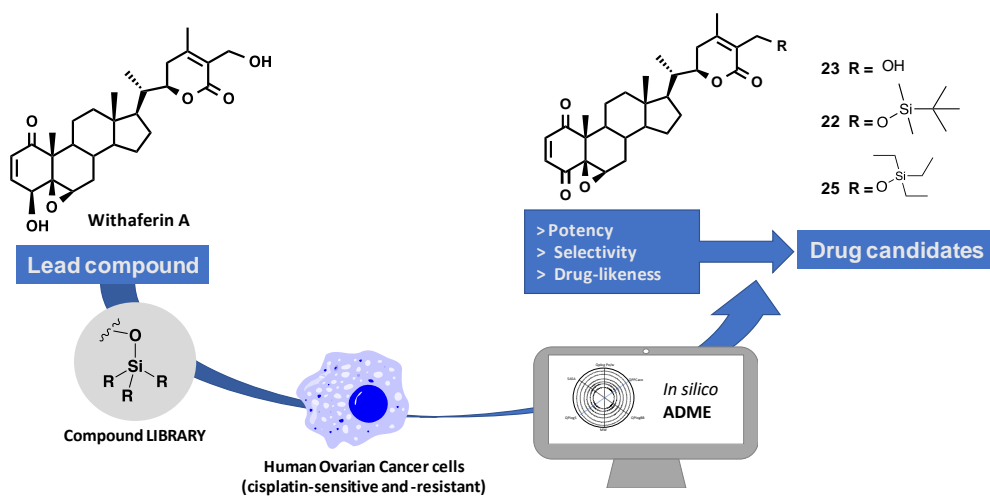 OH
O
O
O
O
OH
Withaferin A
Lead compound
O
Si
R
R
R
Compound LIBRARY
Human Ovarian Cancer cells
(cisplatin-sensitive and -resistant)
In silico
ADME
R
O
O
O
O
O
23 R = OH
22 R = O Si
25 R = O Si
> Potency
> Selectivity
> Drug-likeness
Drug candidates